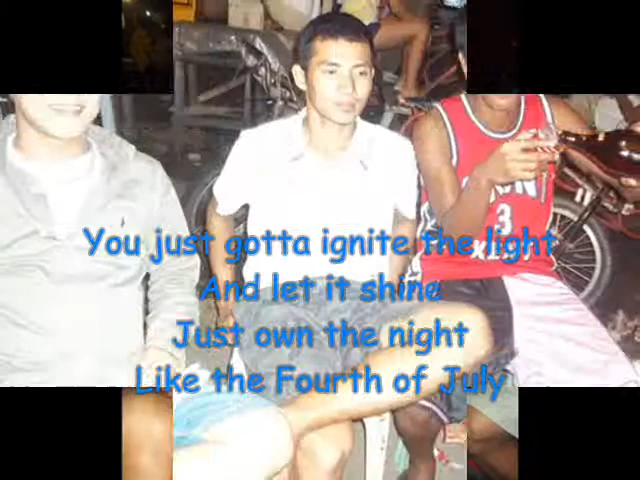 You just gotta ignite the light
And let it shine
Just own the night
Like the Fourth of July
3